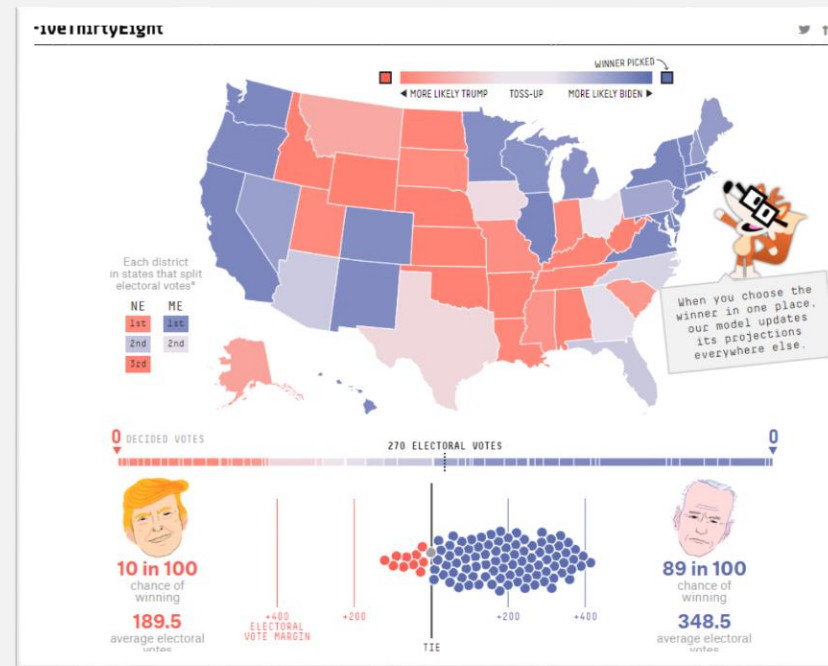 FiveThirtyEight
WINNER PICKED
◀ MORE LIKELY TRUMP TOSS-UP MORE LIKELY BIDEN ▶
Each district
in states that split
electoral votes*
NE ME
1st 1st
2nd 2nd
3rd
When you choose the
winner in one place,
our model updates
its projections
everywhere else.
0 DECIDED VOTES
270 ELECTORAL VOTES
0
10 in 100
chance of
winning
189.5
average electoral
votes
+400
ELECTORAL
VOTE MARGIN
+200
TIE
+200
+400
89 in 100
chance of
winning
348.5
average electoral
votes